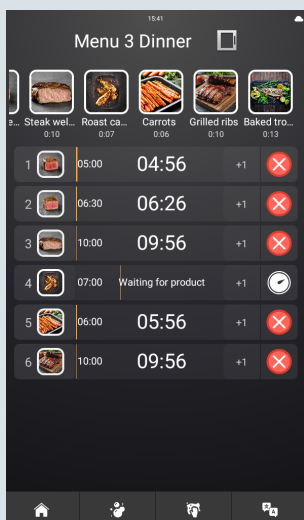 15:41
Menu 3 Dinner
e... Steak wel... Roast ca... Carrots Grilled ribs Baked tro...
0:10 0:07 0:06 0:10 0:13
1 05:00 04:56 +1
2 06:30 06:26 +1
3 10:00 09:56 +1
4 07:00 Waiting for product +1
5 06:00 05:56 +1
6 10:00 09:56 +1